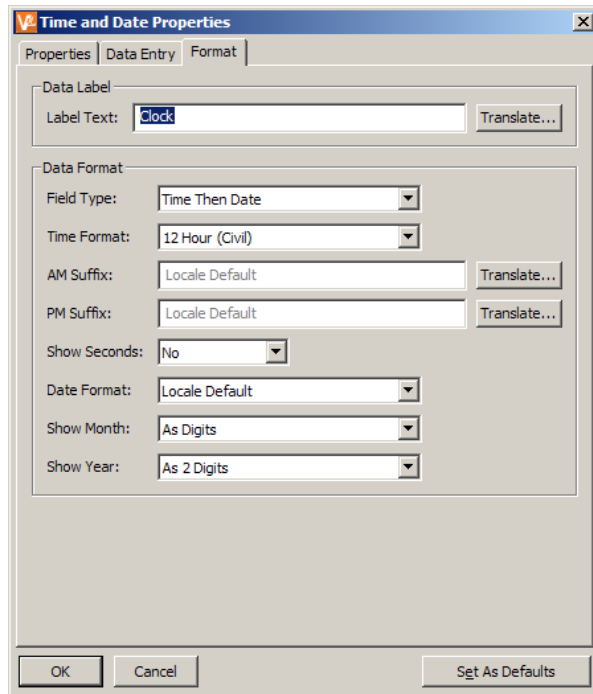 Time and Date Properties
Properties Data Entry Format
Data Label
Label Text: Clock Translate...
Data Format
Field Type: Time Then Date
Time Format: 12 Hour (Civil)
AM Suffix: Locale Default Translate...
PM Suffix: Locale Default Translate...
Show Seconds: No
Date Format: Locale Default
Show Month: As Digits
Show Year: As 2 Digits
OK Cancel Set As Defaults